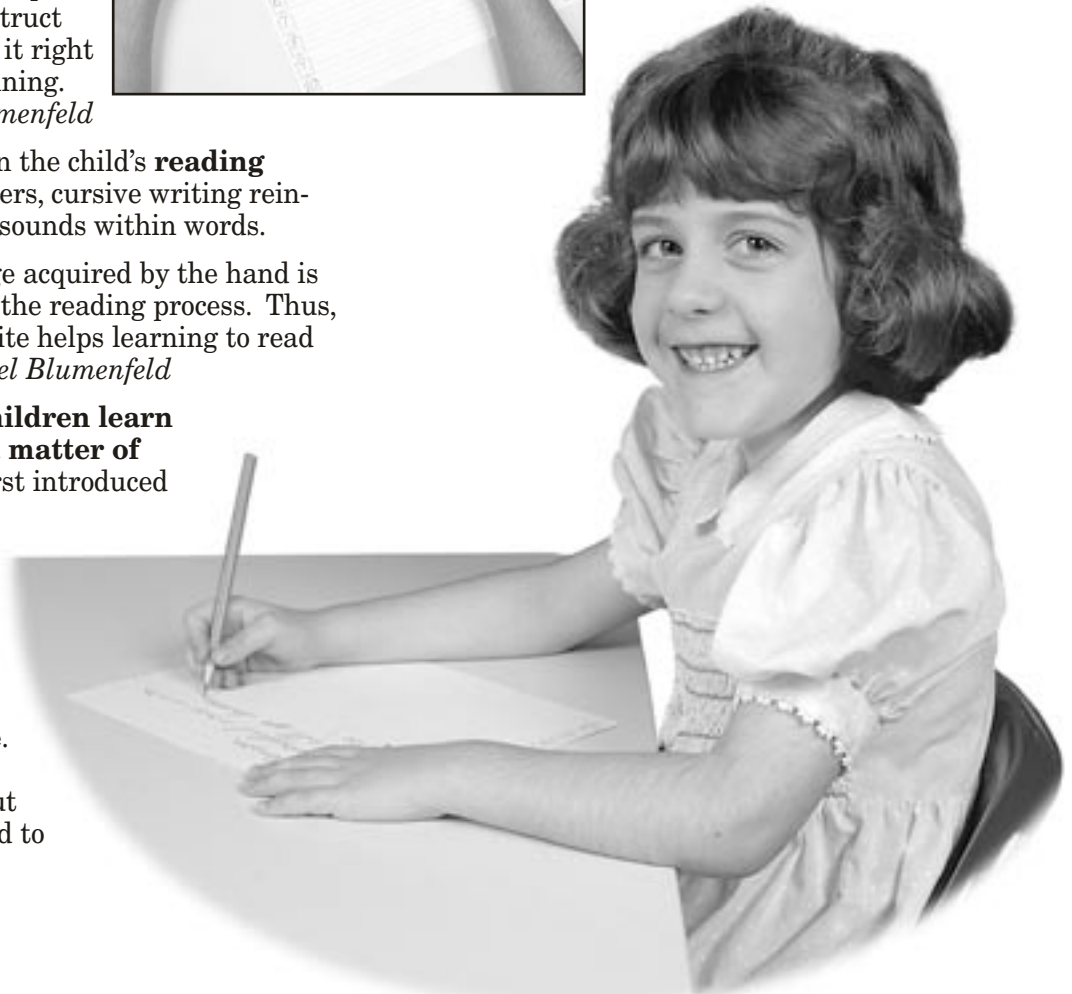 truct
it right
ning.
menfeld
n the child's reading
ers, cursive writing rein-
sounds within words.
ge acquired by the hand is
the reading process. Thus,
ite helps learning to read
el Blumenfeld
hildren learn
matter of
rst introduced
.
ut
d to